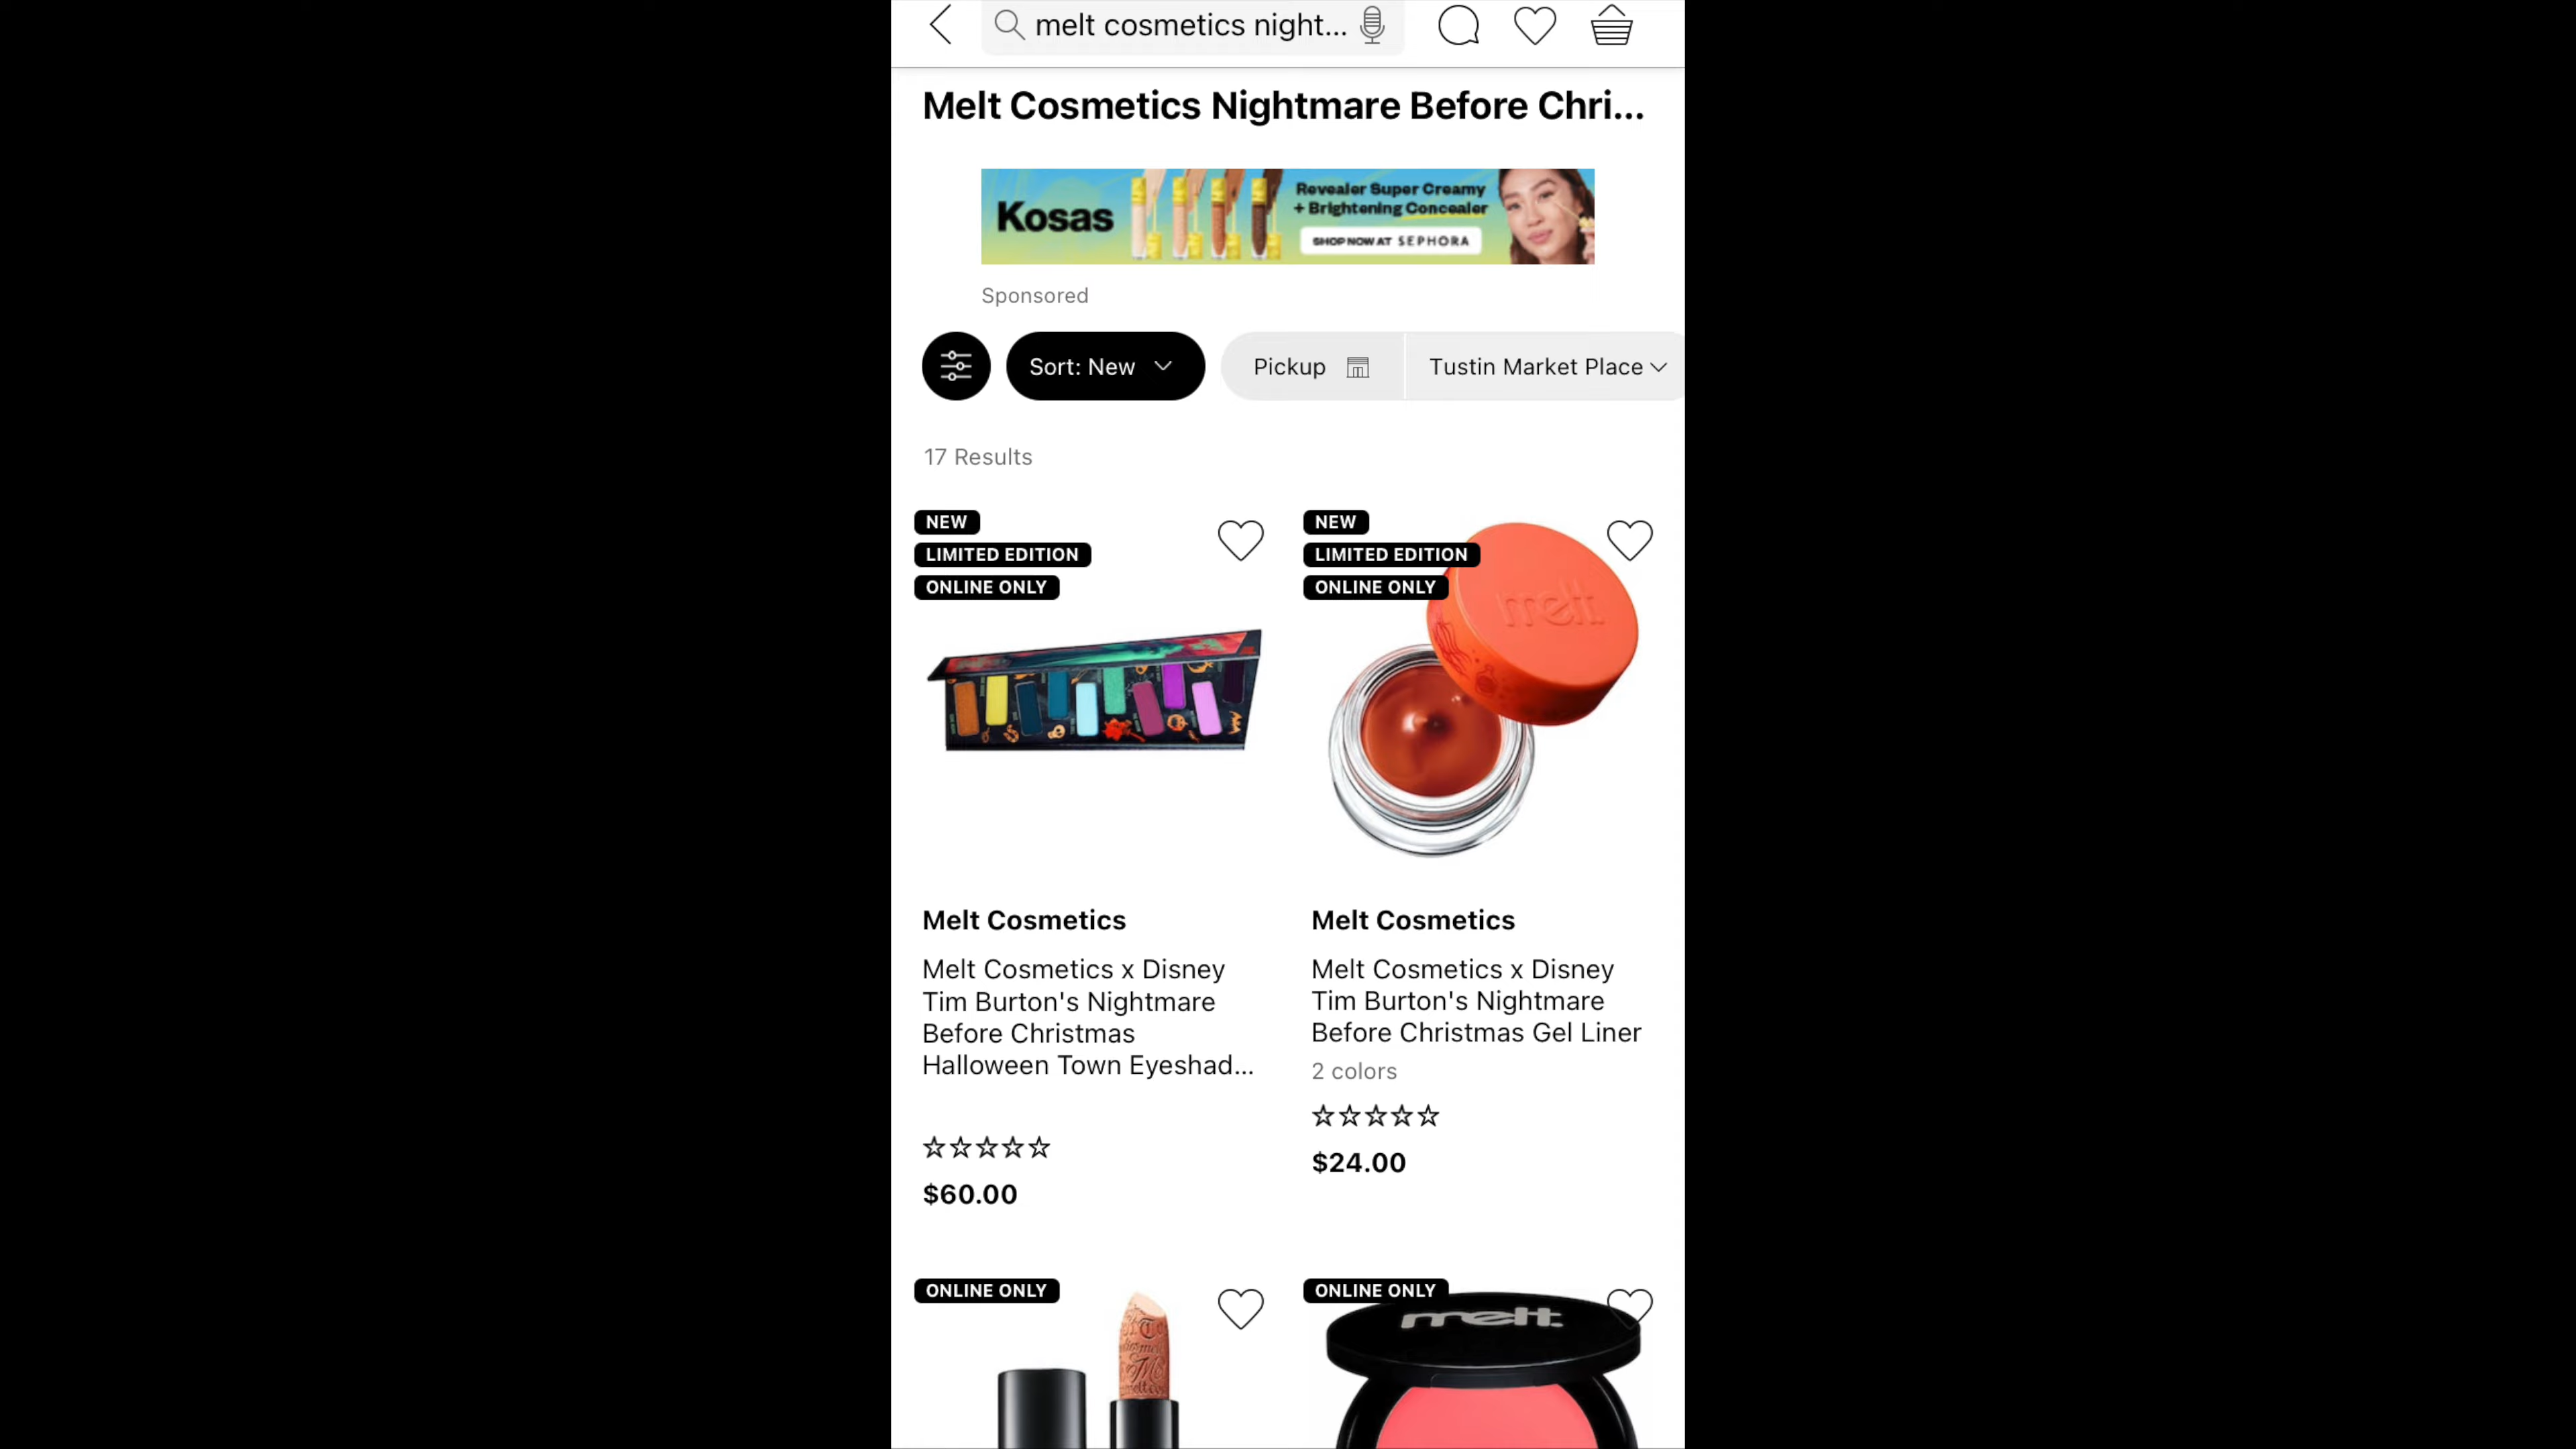 melt cosmetics night...
Melt Cosmetics Nightmare Before Chri...
Kosas
Revealer Super Creamy
+ Brightening Concealer
SHOP NOW AT SEPHORA
Sponsored
Sort: New
Pickup
Tustin Market Place
17 Results
NEW
LIMITED EDITION
ONLINE ONLY
NEW
LIMITED EDITION
ONLINE ONLY
melt
Melt Cosmetics
Melt Cosmetics x Disney
Tim Burton's Nightmare
Before Christmas
Halloween Town Eyeshad...
$60.00
Melt Cosmetics
Melt Cosmetics x Disney
Tim Burton's Nightmare
Before Christmas Gel Liner
2 colors
$24.00
ONLINE ONLY
ONLINE ONLY
melt